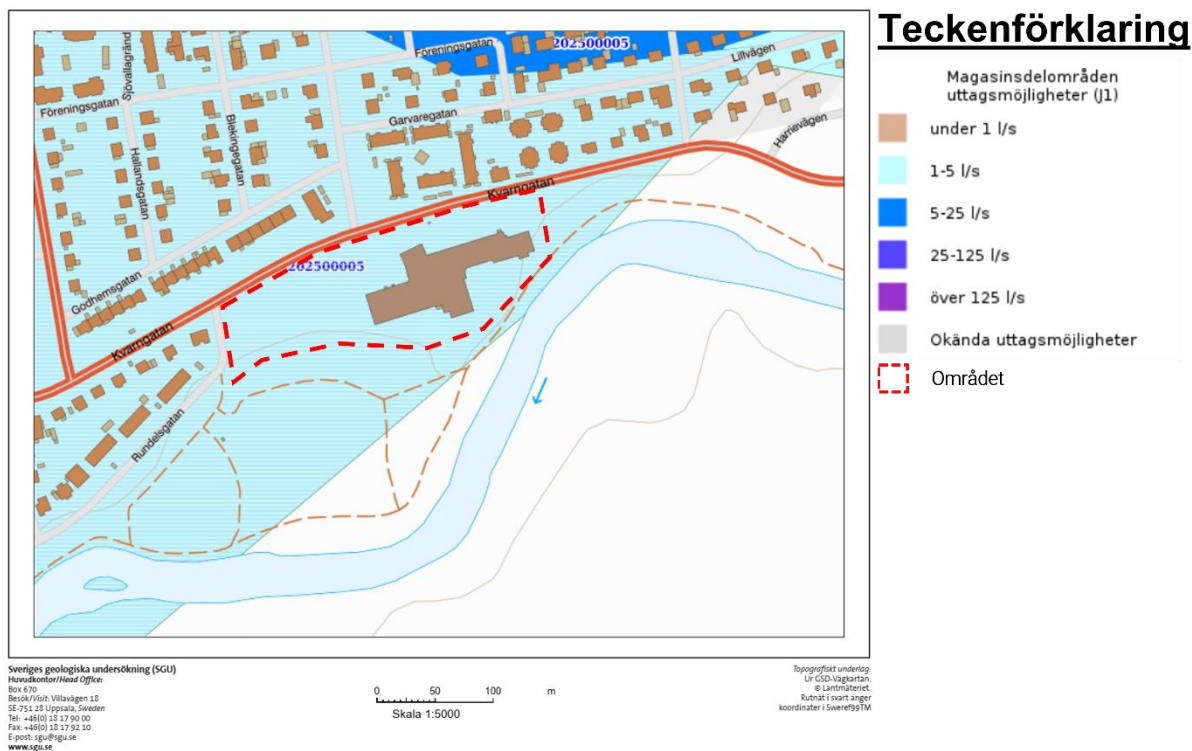 Teckenförklaring
Magasinsdelområden
uttagsmöjligheter (J1)
under 1 l/s
1-5 l/s
5-25 l/s
25-125 l/s
över 125 l/s
Okända uttagsmöjligheter
Området
Föreningsgatan
202500005
Lillvägen
Sjövallagränd
Föreningsgatan
Blekingegatan
Garvaregatan
Harrievägen
Hallandsgatan
Kvarngatan
202500005
Godhemsgatan
Kvarngatan
Rundelsgatan
Sveriges geologiska undersökning (SGU)
Huvudkontor/Head Office:
Box 670
Besök/Visit: Villavägen 18
SE-751 28 Uppsala, Sweden
Tel: +46(0) 18 17 90 00
Fax: +46(0) 18 17 92 10
E-post: sgu@sgu.se
www.sgu.se
0 50 100 m
Skala 1:5000
Topografiskt underlag:
Ur GSD-Vägkartan.
© Lantmäteriet.
Rutnät i svart anger
koordinater i Sweref99TM